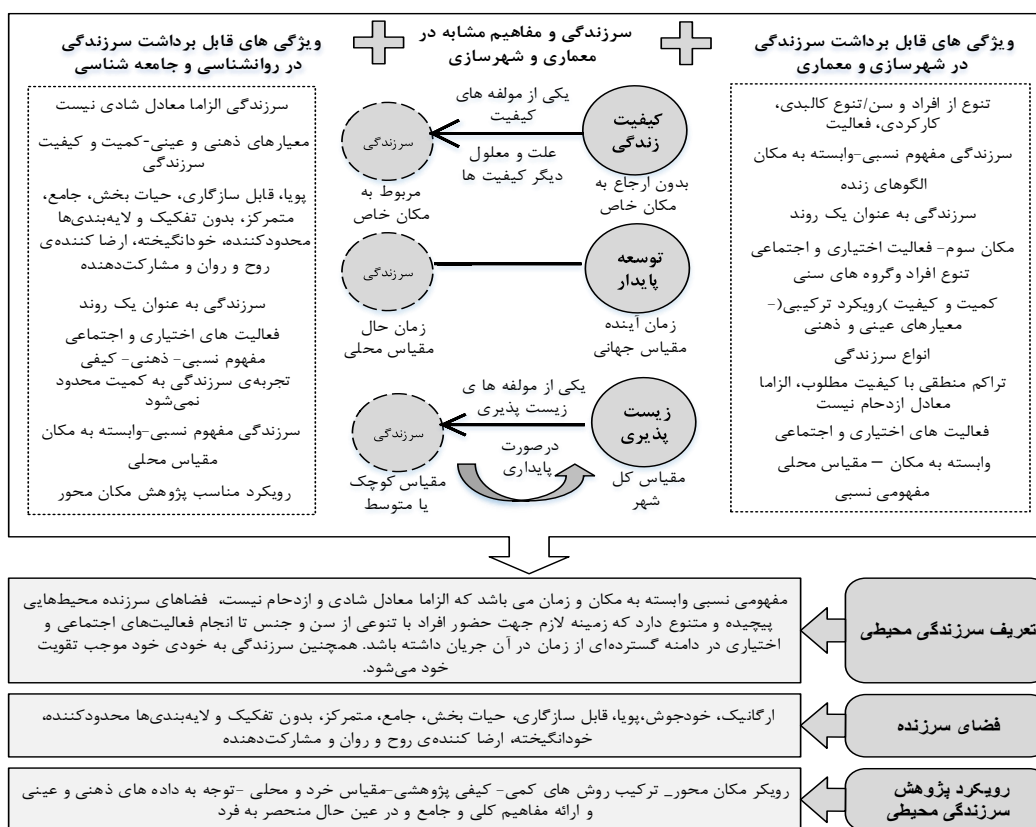 ویژگی های قابل برداشت سرزندگی
در شهرسازی و معماری
تنوع از افراد و سن/تنوع کالبدی،
کارکردی، فعالیت
سرزندگی مفهوم نسبی-وابسته به مکان
الگوهای زنده
سرزندگی به عنوان یک روند
مکان سوم- فعالیت اختیاری و اجتماعی
تنوع افراد وگروه های سنی
کمیت و کیفیت )رویکرد ترکیبی(-
معیارهای عینی و ذهنی
انواع سرزندگی
تراکم منطقی با کیفیت مطلوب، الزاما
معادل ازدحام نیست
فعالیت های اختیاری و اجتماعی
وابسته به مکان – مقیاس محلی
مفهومی نسبی
سرزندگی و مفاهیم مشابه در
معماری و شهرسازی
کیفیت
زندگی
یکی از مولفه های
کیفیت
علت و معلول
دیگر کیفیت ها
سرزندگی
بدون ارجاع به
مکان خاص
مربوط به
مکان خاص
توسعه
پایدار
سرزندگی
زمان آینده
مقیاس جهانی
زمان حال
مقیاس محلی
زیست
پذیری
یکی از مولفه ها ی
زیست پذیری
درصورت
پایداری
سرزندگی
مقیاس کل
شهر
مقیاس کوچک
یا متوسط
ویژگی های قابل برداشت سرزندگی
در روانشناسی و جامعه شناسی
سرزندگی الزاما معادل شادی نیست
معیارهای ذهنی و عینی-کمیت و کیفیت
سرزندگی
پویا، قابل سازگاری، حیات بخش، جامع،
متمرکز، بدون تفکیک و لایه‌بندی‌ها
محدودکننده، خودانگیخته، ارضا کننده‌ی
روح و روان و مشارکت‌دهنده
سرزندگی به عنوان یک روند
فعالیت های اختیاری و اجتماعی
مفهوم نسبی- ذهنی- کیفی
تجربه‌ی سرزندگی به کمیت محدود
نمی‌شود
سرزندگی مفهوم نسبی-وابسته به مکان
مقیاس محلی
رویکرد مناسب پژوهش مکان محور
تعریف سرزندگی محیطی
مفهومی نسبی وابسته به مکان و زمان می باشد که الزاما معادل شادی و ازدحام نیست، فضاهای سرزنده محیط‌هایی
پیچیده و متنوع دارد که زمینه لازم جهت حضور افراد با تنوعی از سن و جنس تا انجام فعالیت‌های اجتماعی و
اختیاری در دامنه گسترده‌ای از زمان در آن جریان داشته باشد. همچنین سرزندگی به خودی خود موجب تقویت
خود می‌شود.
فضای سرزنده
ارگانیک، خودجوش،پویا، قابل سازگاری، حیات بخش، جامع، متمرکز، بدون تفکیک و لایه‌بندی‌ها محدودکننده،
خودانگیخته، ارضا کننده‌ی روح و روان و مشارکت‌دهنده
رویکرد پژوهش
سرزندگی محیطی
رویکر مکان محور_ ترکیب روش های کمی- کیفی پژوهشی-مقیاس خرد و محلی -توجه به داده های ذهنی و عینی
و ارائه مفاهیم کلی و جامع و در عین حال منحصر به فرد